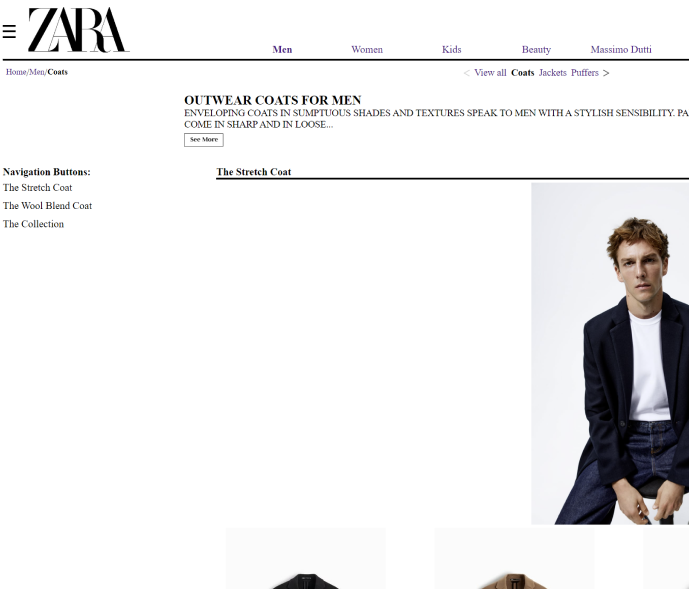 ☰ ZARA
Men Women Kids Beauty Massimo Dutti
Home/Men/Coats
< View all Coats Jackets Puffers >
OUTWEAR COATS FOR MEN
ENVELOPING COATS IN SUMPTUOUS SHADES AND TEXTURES SPEAK TO MEN WITH A STYLISH SENSIBILITY. PA
COME IN SHARP AND IN LOOSE...
See More
Navigation Buttons:
The Stretch Coat
The Wool Blend Coat
The Collection
The Stretch Coat